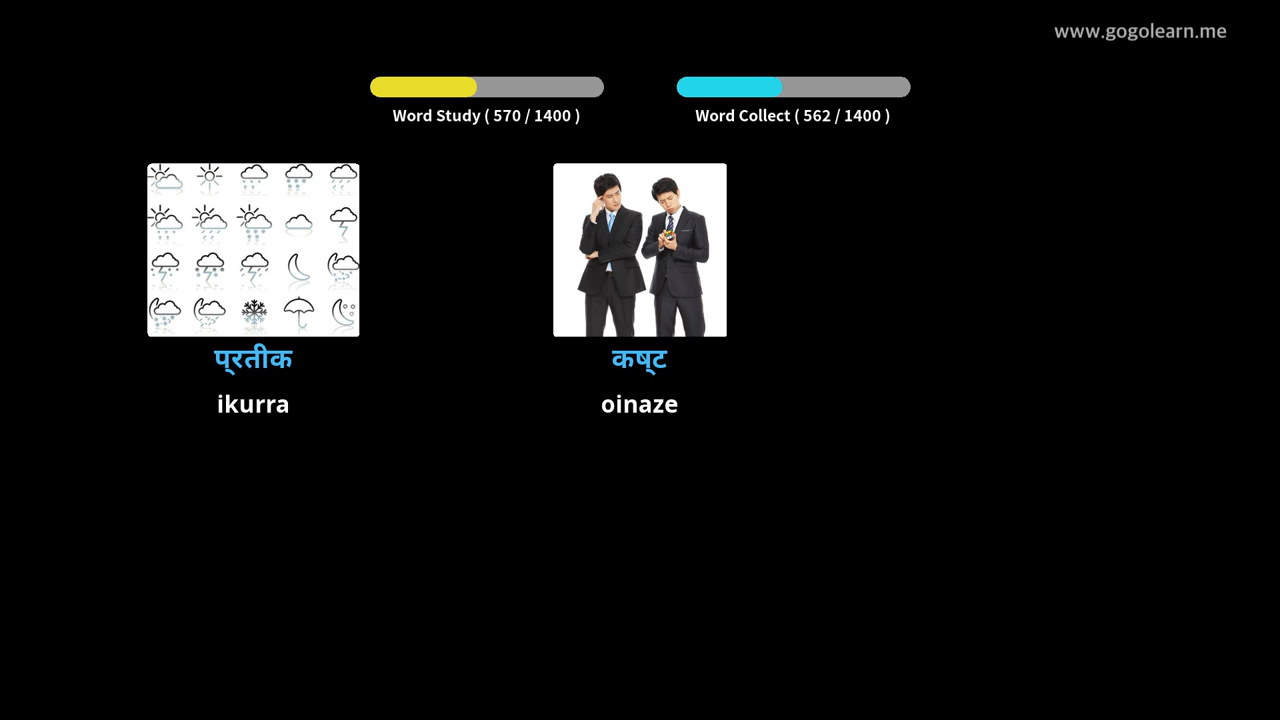 www.gogolearn.me
Word Study ( 570 / 1400 )
Word Collect ( 562 / 1400 )
प्रतीक
कष्ट
ikurra
oinaze